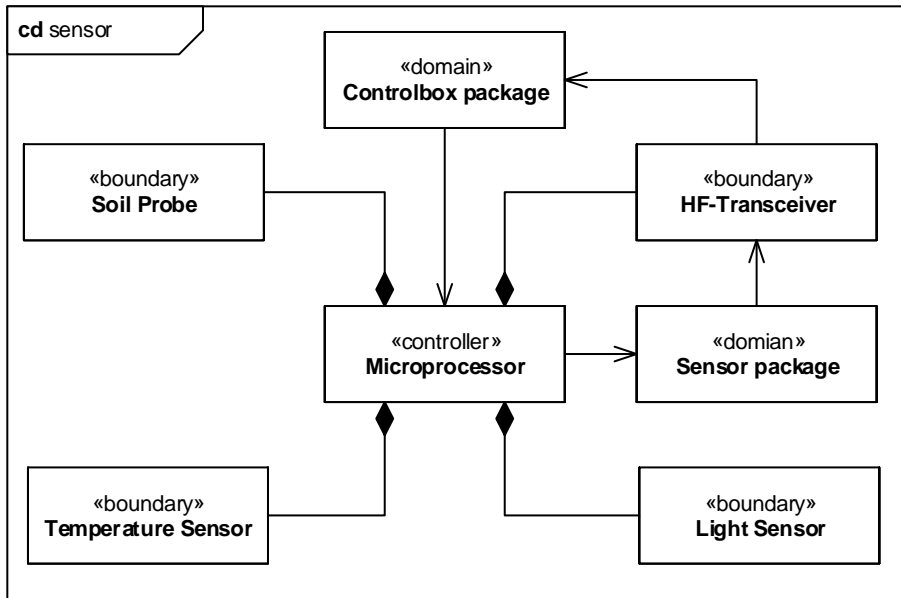 cd sensor
«domain»
Controlbox package
«boundary»
Soil Probe
«boundary»
HF-Transceiver
«controller»
Microprocessor
«domian»
Sensor package
«boundary»
Temperature Sensor
«boundary»
Light Sensor